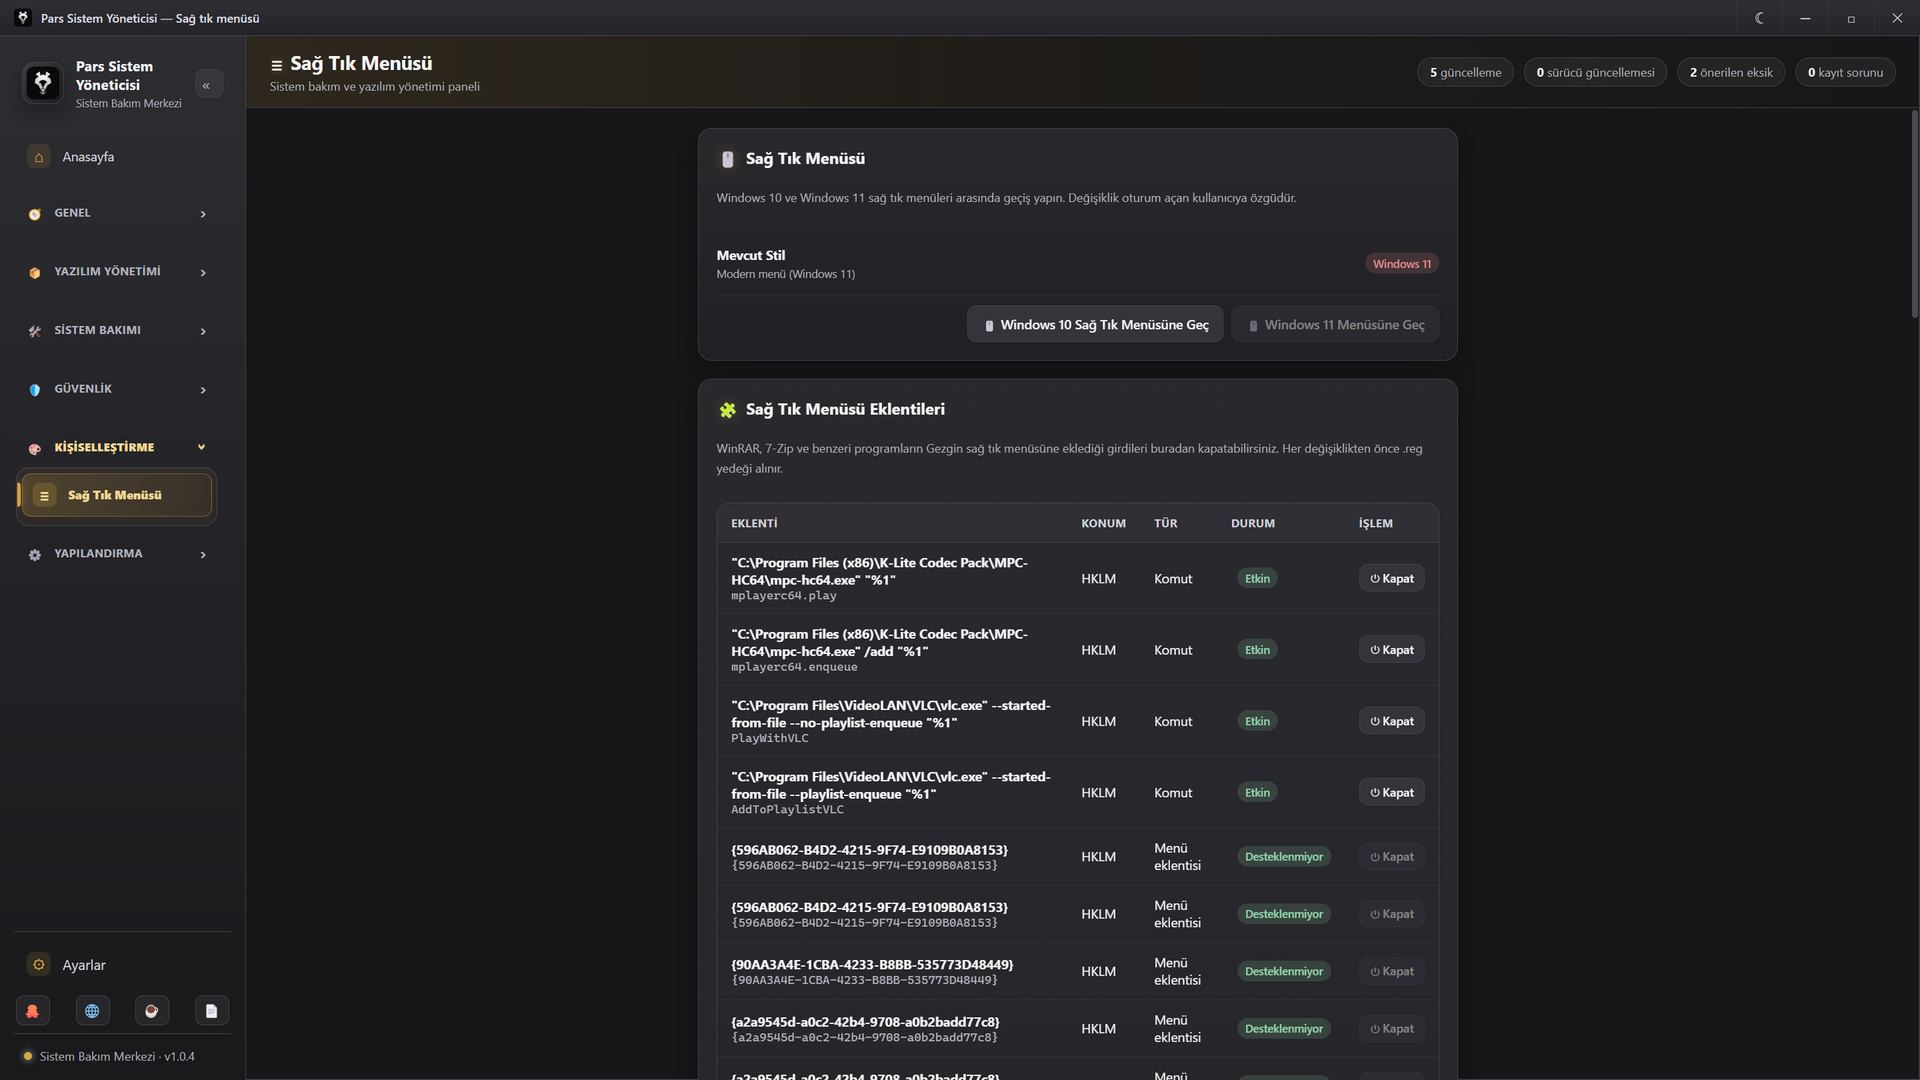 Pars Sistem Yöneticisi — Sağ tık menüsü
Pars Sistem
Yöneticisi
Sistem Bakım Merkezi
«
Anasayfa
GENEL
YAZILIM YÖNETİMİ
SİSTEM BAKIMI
GÜVENLİK
KİŞİSELLEŞTİRME
Sağ Tık Menüsü
YAPILANDIRMA
Ayarlar
Sistem Bakım Merkezi · v1.0.4
Sağ Tık Menüsü
Sistem bakım ve yazılım yönetimi paneli
5 güncelleme
0 sürücü güncellemesi
2 önerilen eksik
0 kayıt sorunu
Sağ Tık Menüsü
Windows 10 ve Windows 11 sağ tık menüleri arasında geçiş yapın. Değişiklik oturum açan kullanıcıya özgüdür.
Mevcut Stil
Modern menü (Windows 11)
Windows 11
Windows 10 Sağ Tık Menüsüne Geç
Windows 11 Menüsüne Geç
Sağ Tık Menüsü Eklentileri
WinRAR, 7-Zip ve benzeri programların Gezgin sağ tık menüsüne eklediği girdileri buradan kapatabilirsiniz. Her değişiklikten önce .reg
yedeği alınır.
EKLENTİ KONUM TÜR DURUM İŞLEM
"C:\Program Files (x86)\K-Lite Codec Pack\MPC-
HC64\mpc-hc64.exe" "%1"
mplayerc64.play
HKLM Komut Etkin Kapat
"C:\Program Files (x86)\K-Lite Codec Pack\MPC-
HC64\mpc-hc64.exe" /add "%1"
mplayerc64.enqueue
HKLM Komut Etkin Kapat
"C:\Program Files\VideoLAN\VLC\vlc.exe" --started-
from-file --no-playlist-enqueue "%1"
PlayWithVLC
HKLM Komut Etkin Kapat
"C:\Program Files\VideoLAN\VLC\vlc.exe" --started-
from-file --playlist-enqueue "%1"
AddToPlaylistVLC
HKLM Komut Etkin Kapat
{596AB062-B4D2-4215-9F74-E9109B0A8153}
{596AB062-B4D2-4215-9F74-E9109B0A8153}
HKLM
Menü
eklentisi
Desteklenmiyor Kapat
{596AB062-B4D2-4215-9F74-E9109B0A8153}
{596AB062-B4D2-4215-9F74-E9109B0A8153}
HKLM
Menü
eklentisi
Desteklenmiyor Kapat
{90AA3A4E-1CBA-4233-B8BB-535773D48449}
{90AA3A4E-1CBA-4233-B8BB-535773D48449}
HKLM
Menü
eklentisi
Desteklenmiyor Kapat
{a2a9545d-a0c2-42b4-9708-a0b2badd77c8}
{a2a9545d-a0c2-42b4-9708-a0b2badd77c8}
HKLM
Menü
eklentisi
Desteklenmiyor Kapat
{a2a9545d-a0c2-42b4-9708-a0b2badd77c8}
Menü